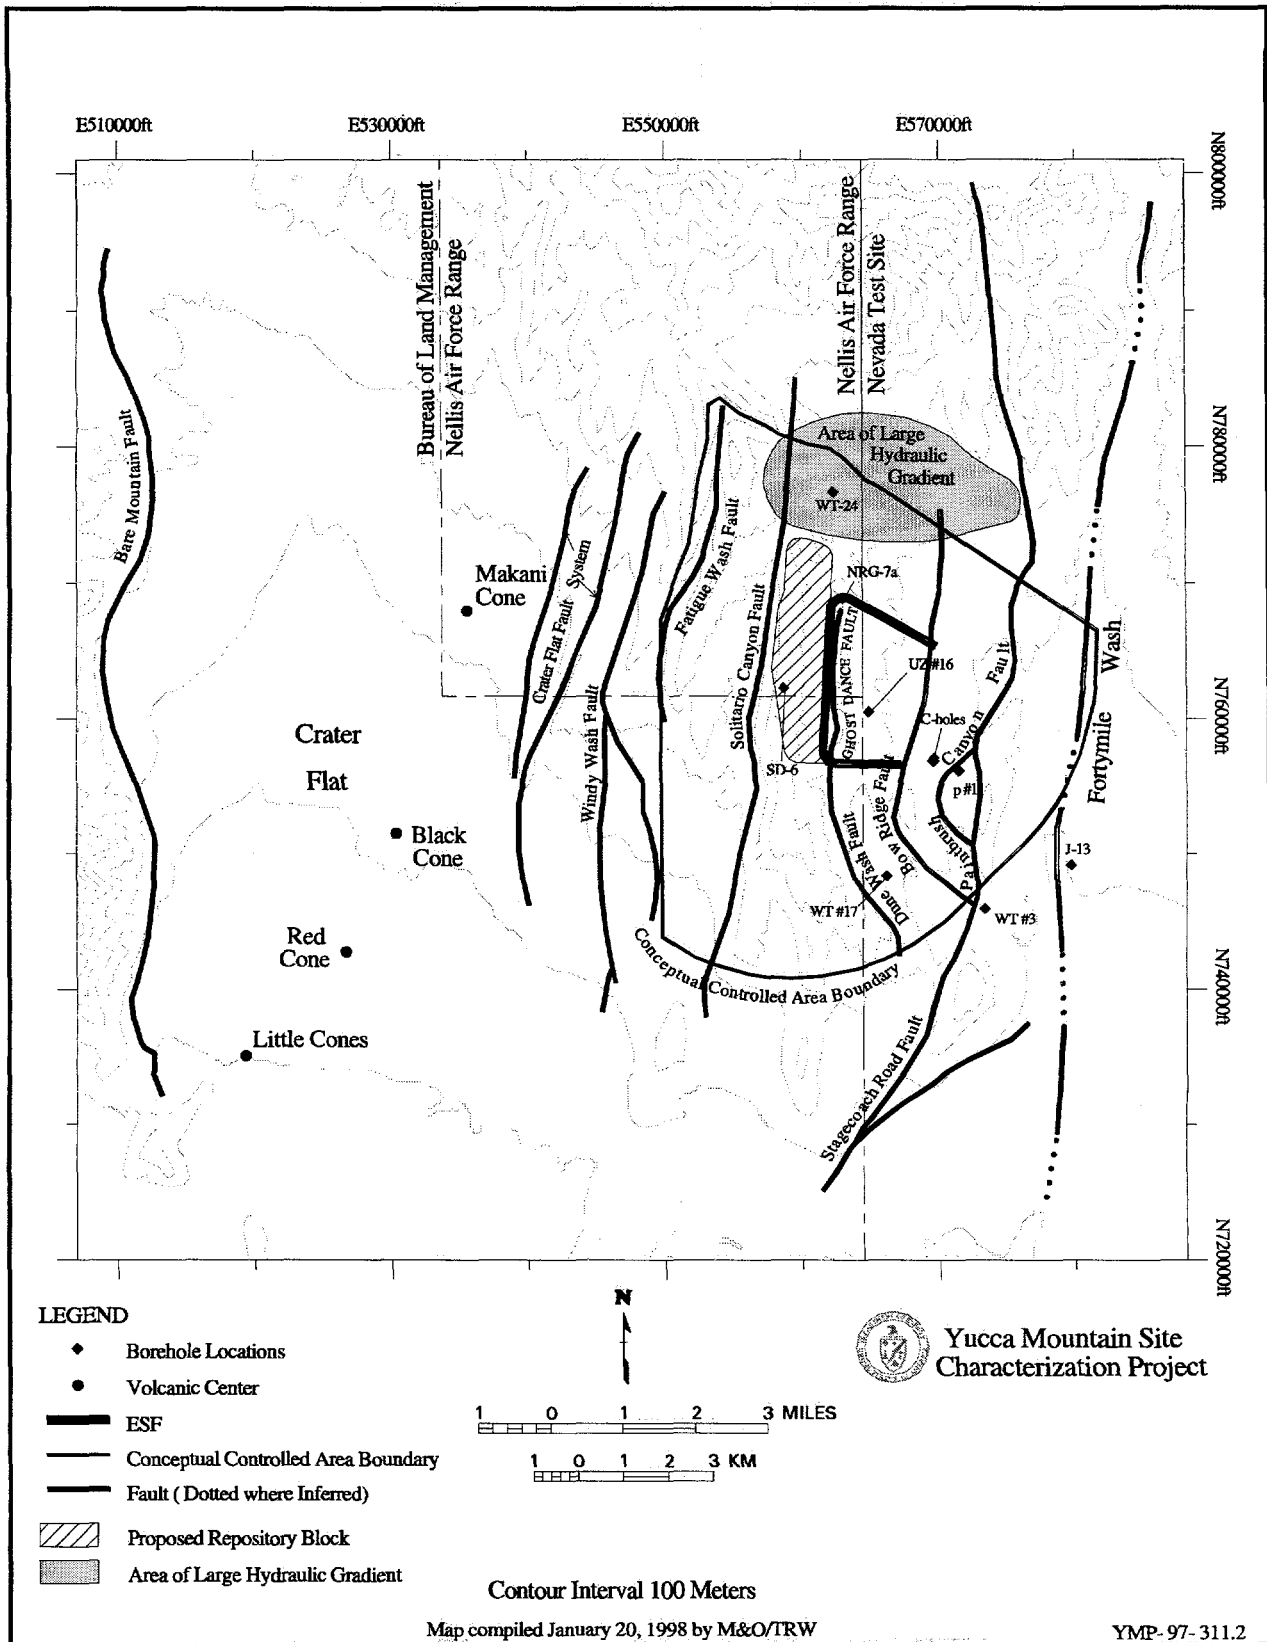 E510000ft
E530000ft
E550000ft
E570000ft
N800000ft
N780000ft
N760000ft
N740000ft
N720000ft
Bureau of Land Management
Nellis Air Force Range
Nellis Air Force Range
Nevada Test Site
Bare Mountain Fault
Area of Large
Hydraulic
Gradient
WT-24
NRG-7a
Makani
Cone
Crater Flat Fault System
Windy Wash Fault
Fatigue Wash Fault
Solitario Canyon Fault
GHOST DANCE FAULT
UZ #16
C-holes
SD-6
p#1
Paintbrush Canyon Fault
Fortymile Wash
J-13
Crater
Flat
Black
Cone
Bow Ridge Fault
Dune Wash Fault
WT #17
WT #3
Red
Cone
Conceptual Controlled Area Boundary
Little Cones
Stagecoach Road Fault
LEGEND
Borehole Locations
Volcanic Center
ESF
Conceptual Controlled Area Boundary
Fault ( Dotted where Inferred)
Proposed Repository Block
Area of Large Hydraulic Gradient
N
1 0 1 2 3 MILES
1 0 1 2 3 KM
Yucca Mountain Site
Characterization Project
Contour Interval 100 Meters
Map compiled January 20, 1998 by M&O/TRW
YMP-97-311.2